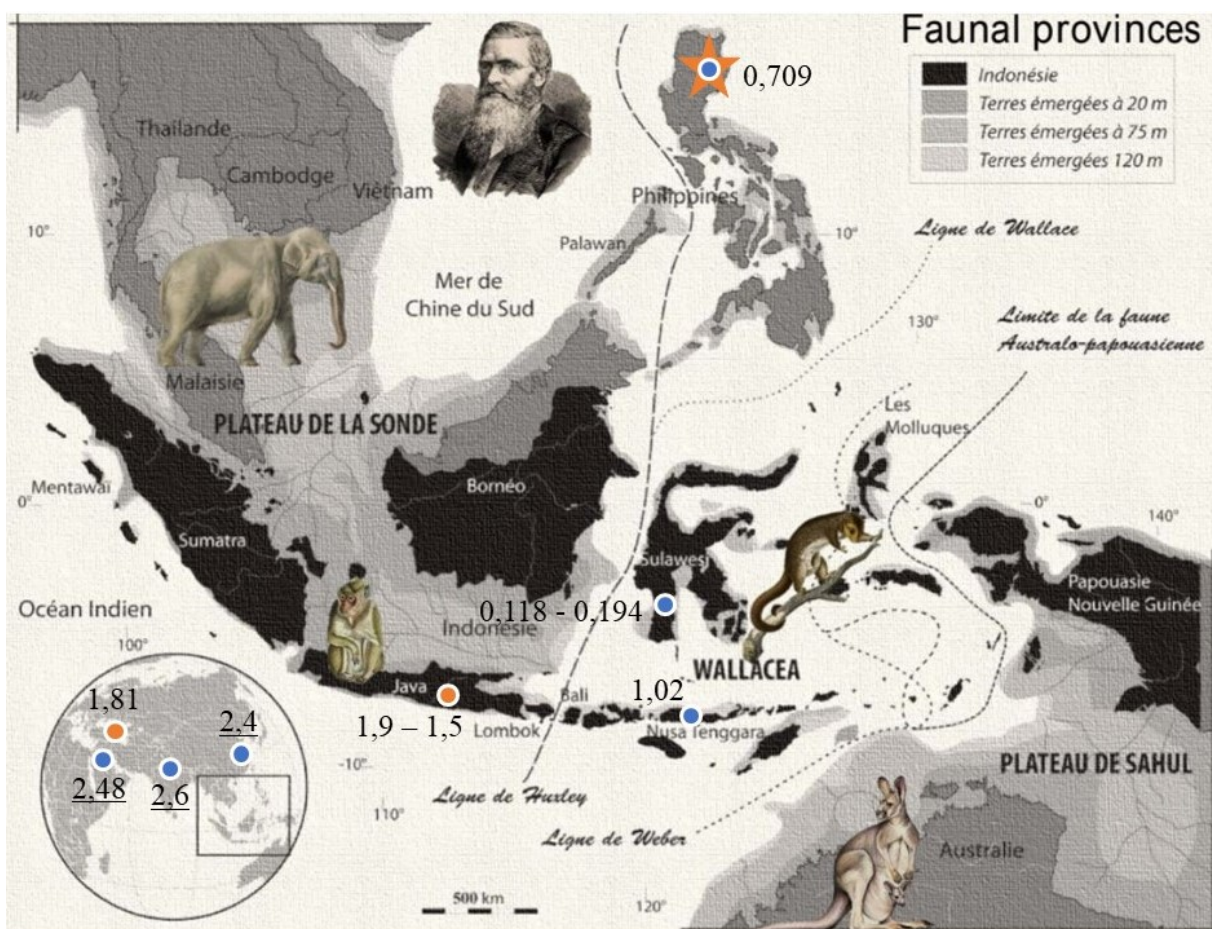 Faunal provinces
Indonésie
Terres émergées à 20 m
Terres émergées à 75 m
Terres émergées 120 m
0,709
Thaïlande
Cambodge
Viêtnam
Philippines
10°
Palawan
10°
Ligne de Wallace
Mer de
Chine du Sud
130°
Limite de la faune
Australo-papouasienne
Malaisie
PLATEAU DE LA SONDE
Les
Molluques
Mentawaï
0°
Bornéo
0°
140°
Sumatra
Sulawesi
Papouasie
Nouvelle Guinée
Océan Indien
0,118 - 0,194
Indonésie
100°
WALLACEA
Java
Bali
1,02
1,9 – 1,5
Lombok
Nusa Tenggara
1,81
2,4
2,48
2,6
-10°
PLATEAU DE SAHUL
110°
Ligne de Huxley
Ligne de Weber
Australie
500 km
120°